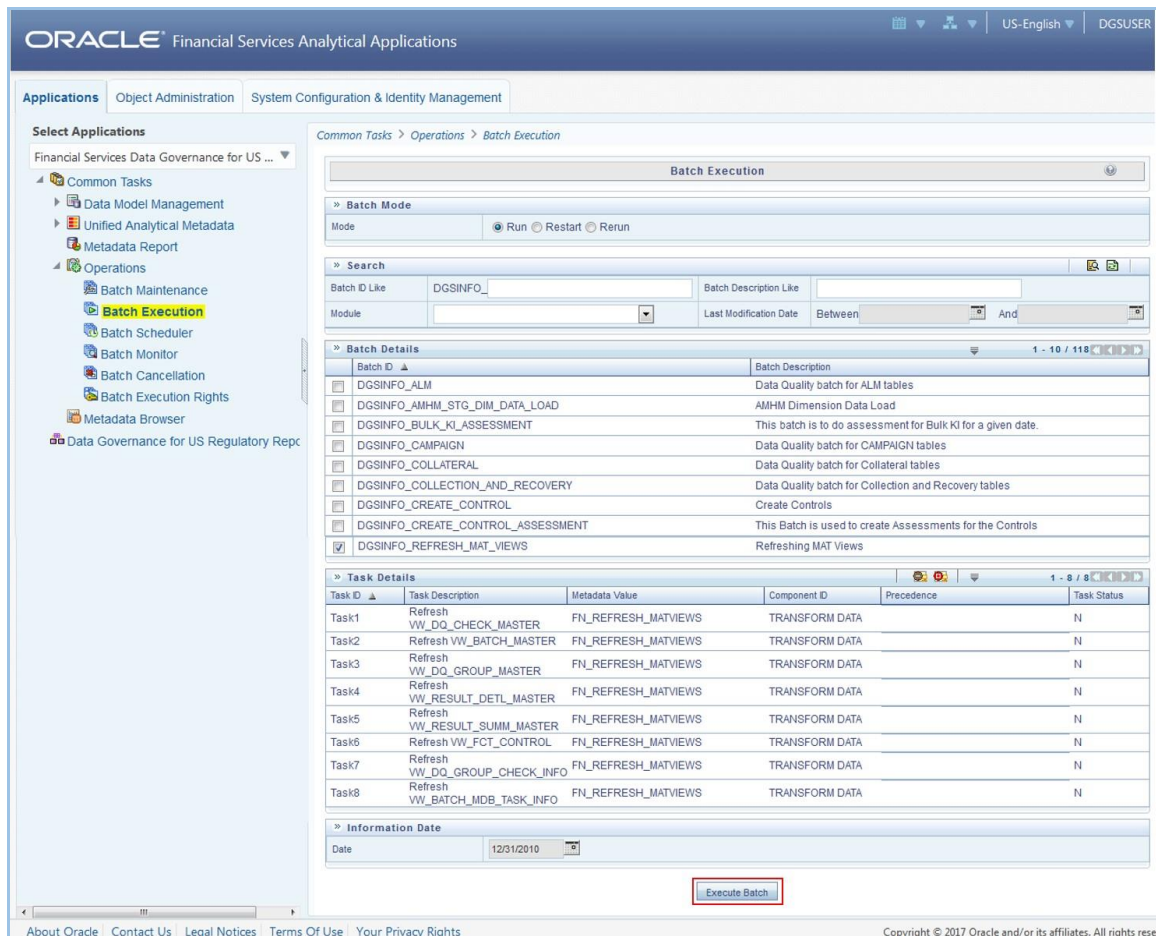 US-English
DGSUSER
ORACLE® Financial Services Analytical Applications
Applications
Object Administration
System Configuration & Identity Management
Select Applications
Financial Services Data Governance for US ...
Common Tasks
Data Model Management
Unified Analytical Metadata
Metadata Report
Operations
Batch Maintenance
Batch Execution
Batch Scheduler
Batch Monitor
Batch Cancellation
Batch Execution Rights
Metadata Browser
Data Governance for US Regulatory Repo
Common Tasks > Operations > Batch Execution
Batch Execution
» Batch Mode
Mode Run Restart Rerun
» Search
Batch ID Like DGSINFO_ Batch Description Like
Module Last Modification Date Between And
» Batch Details 1 - 10 / 118
Batch ID Batch Description
DGSINFO_ALM Data Quality batch for ALM tables
DGSINFO_AMHM_STG_DIM_DATA_LOAD AMHM Dimension Data Load
DGSINFO_BULK_KI_ASSESSMENT This batch is to do assessment for Bulk KI for a given date.
DGSINFO_CAMPAIGN Data Quality batch for CAMPAIGN tables
DGSINFO_COLLATERAL Data Quality batch for Collateral tables
DGSINFO_COLLECTION_AND_RECOVERY Data Quality batch for Collection and Recovery tables
DGSINFO_CREATE_CONTROL Create Controls
DGSINFO_CREATE_CONTROL_ASSESSMENT This Batch is used to create Assessments for the Controls
DGSINFO_REFRESH_MAT_VIEWS Refreshing MAT Views
» Task Details 1 - 8 / 8
Task ID Task Description Metadata Value Component ID Precedence Task Status
Task1 Refresh VW_DQ_CHECK_MASTER FN_REFRESH_MATVIEWS TRANSFORM DATA N
Task2 Refresh VW_BATCH_MASTER FN_REFRESH_MATVIEWS TRANSFORM DATA N
Task3 Refresh VW_DQ_GROUP_MASTER FN_REFRESH_MATVIEWS TRANSFORM DATA N
Task4 Refresh VW_RESULT_DETL_MASTER FN_REFRESH_MATVIEWS TRANSFORM DATA N
Task5 Refresh VW_RESULT_SUMM_MASTER FN_REFRESH_MATVIEWS TRANSFORM DATA N
Task6 Refresh VW_FCT_CONTROL FN_REFRESH_MATVIEWS TRANSFORM DATA N
Task7 Refresh VW_DQ_GROUP_CHECK_INFO FN_REFRESH_MATVIEWS TRANSFORM DATA N
Task8 Refresh VW_BATCH_MDB_TASK_INFO FN_REFRESH_MATVIEWS TRANSFORM DATA N
» Information Date
Date 12/31/2010
Execute Batch
About Oracle Contact Us Legal Notices Terms Of Use Your Privacy Rights
Copyright © 2017 Oracle and/or its affiliates. All rights rese